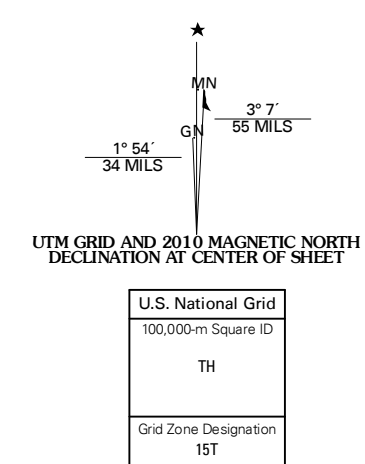 MN
3° 7´
55 MILS
GN
1° 54´
34 MILS
UTM GRID AND 2010 MAGNETIC NORTH
DECLINATION AT CENTER OF SHEET
U.S. National Grid
100,000-m Square ID
TH
Grid Zone Designation
15T